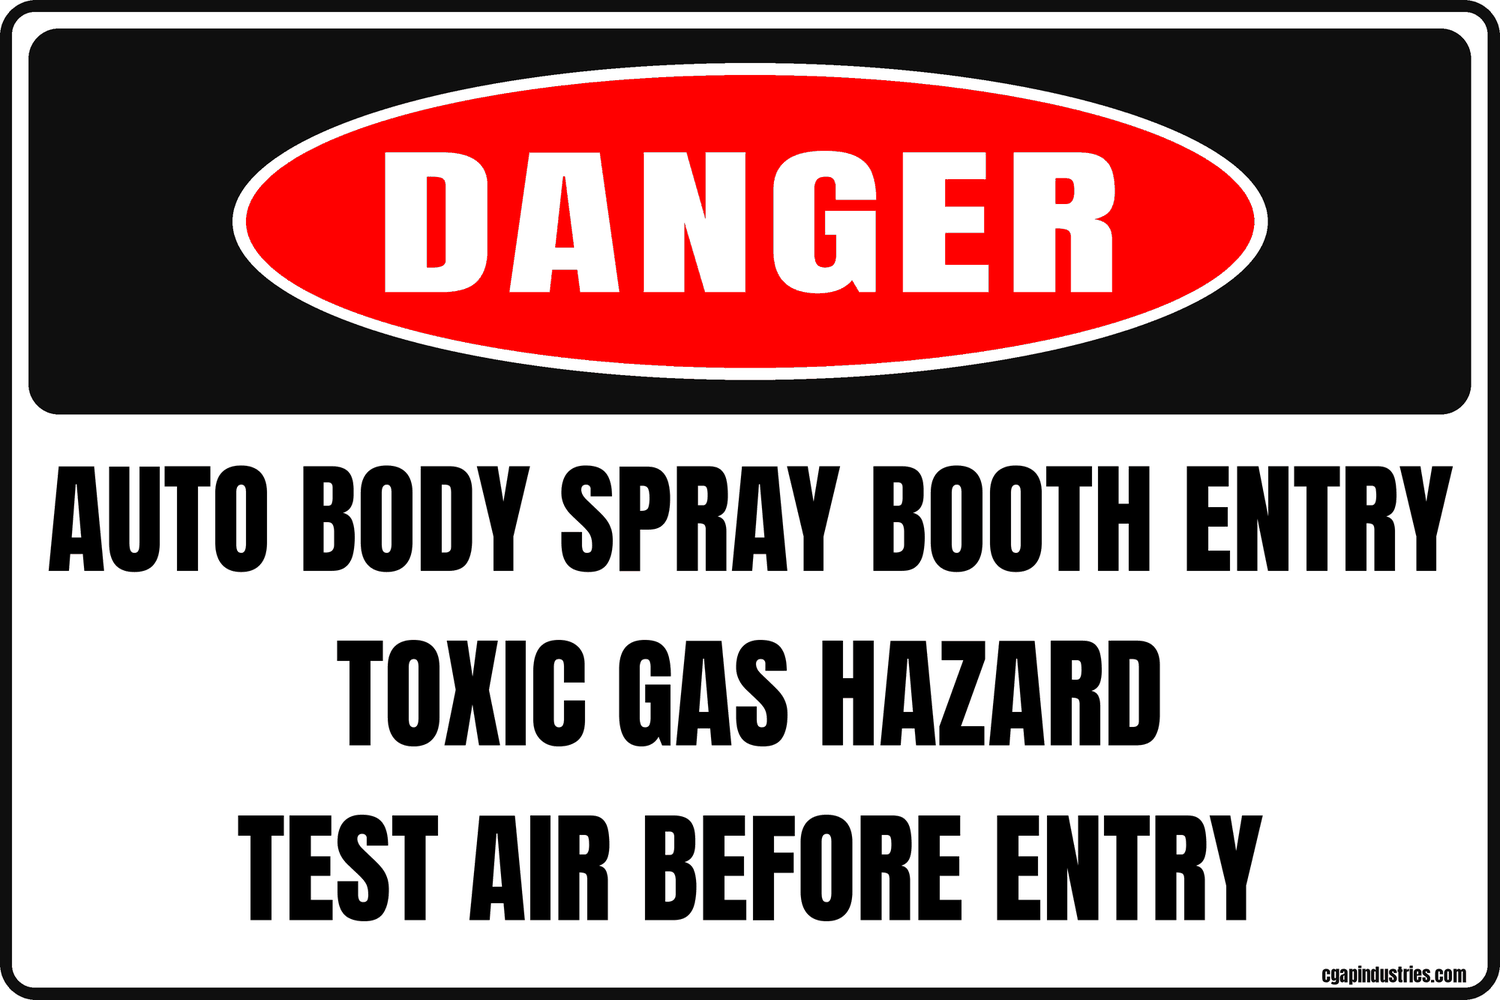 DANGER
AUTO BODY SPRAY BOOTH ENTRY
TOXIC GAS HAZARD
TEST AIR BEFORE ENTRY
cgapindustries.com